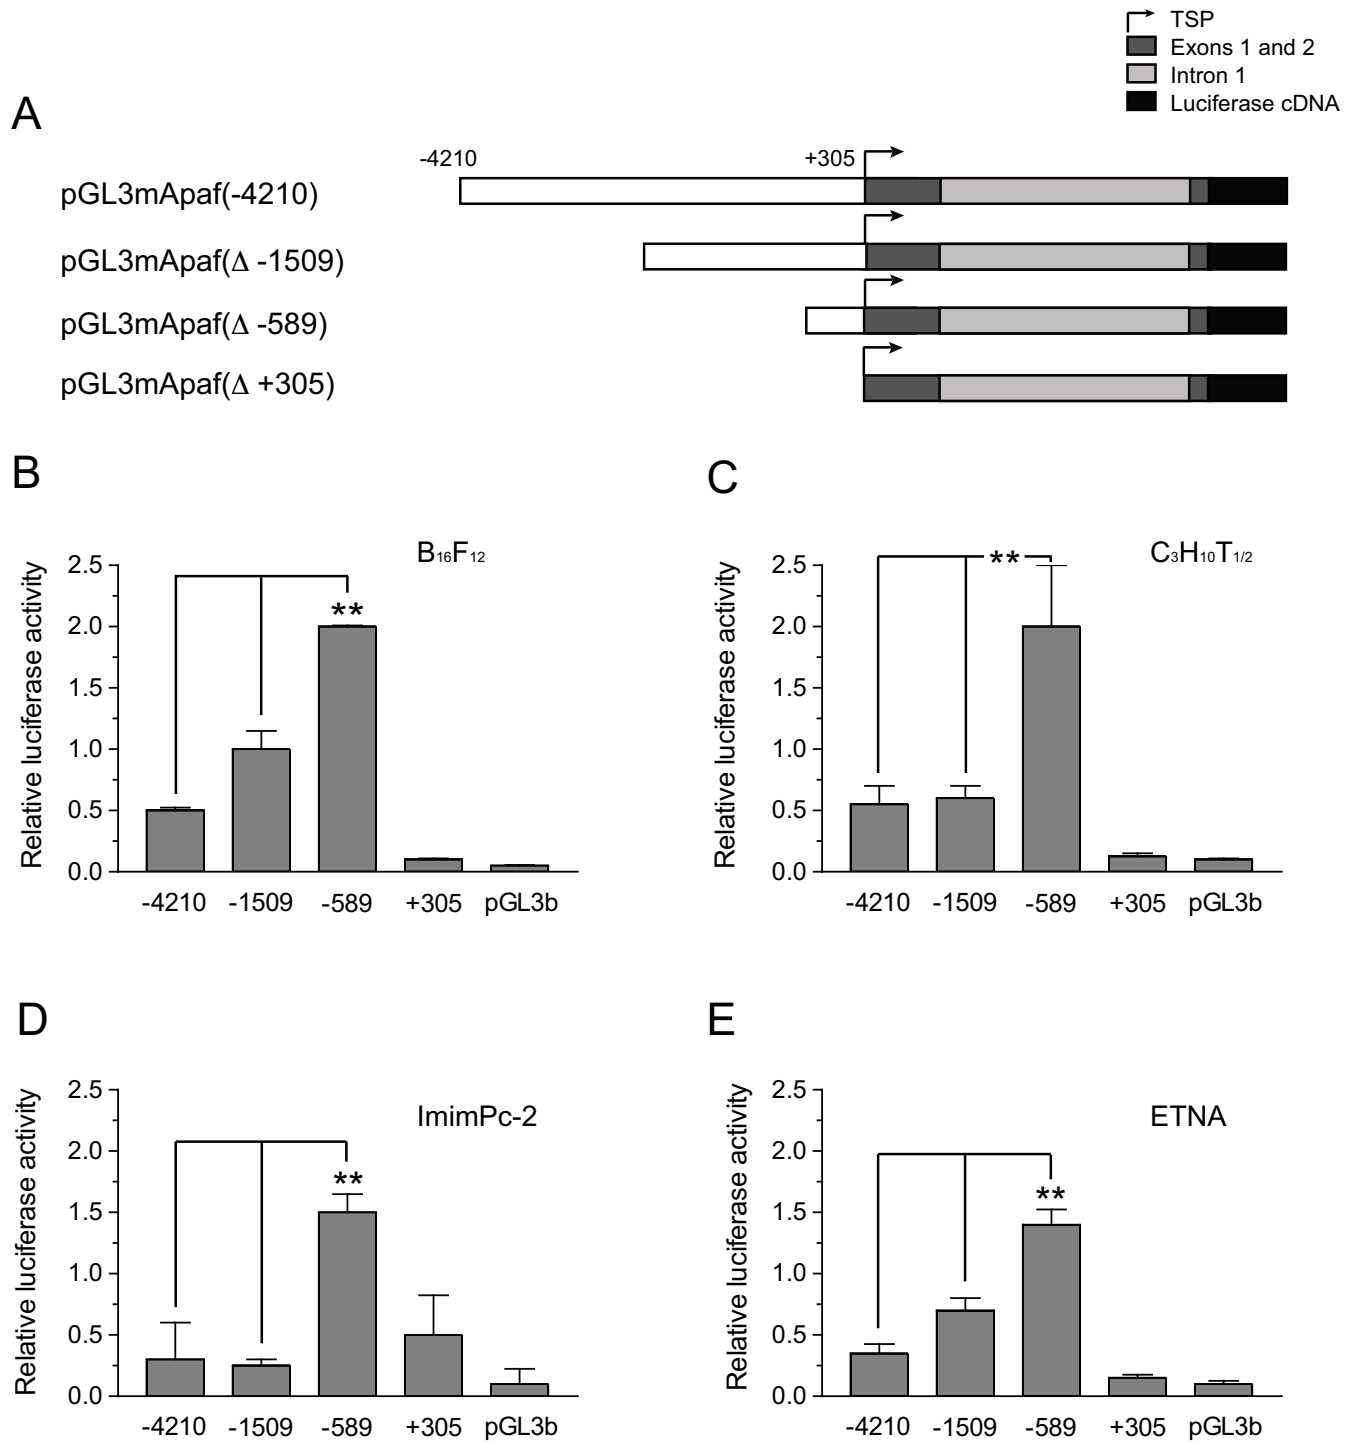 TSP
Exons 1 and 2
Intron 1
Luciferase cDNA
A
-4210 +305
pGL3mApaf(-4210)
pGL3mApaf(Δ -1509)
pGL3mApaf(Δ -589)
pGL3mApaf(Δ +305)
B
B16F12
Relative luciferase activity
2.5
2.0
1.5
1.0
0.5
0.0
**
-4210 -1509 -589 +305 pGL3b
C
C3H10T1/2
Relative luciferase activity
2.5
2.0
1.5
1.0
0.5
0.0
**
-4210 -1509 -589 +305 pGL3b
D
ImimPc-2
Relative luciferase activity
2.5
2.0
1.5
1.0
0.5
0.0
**
-4210 -1509 -589 +305 pGL3b
E
ETNA
Relative luciferase activity
2.5
2.0
1.5
1.0
0.5
0.0
**
-4210 -1509 -589 +305 pGL3b